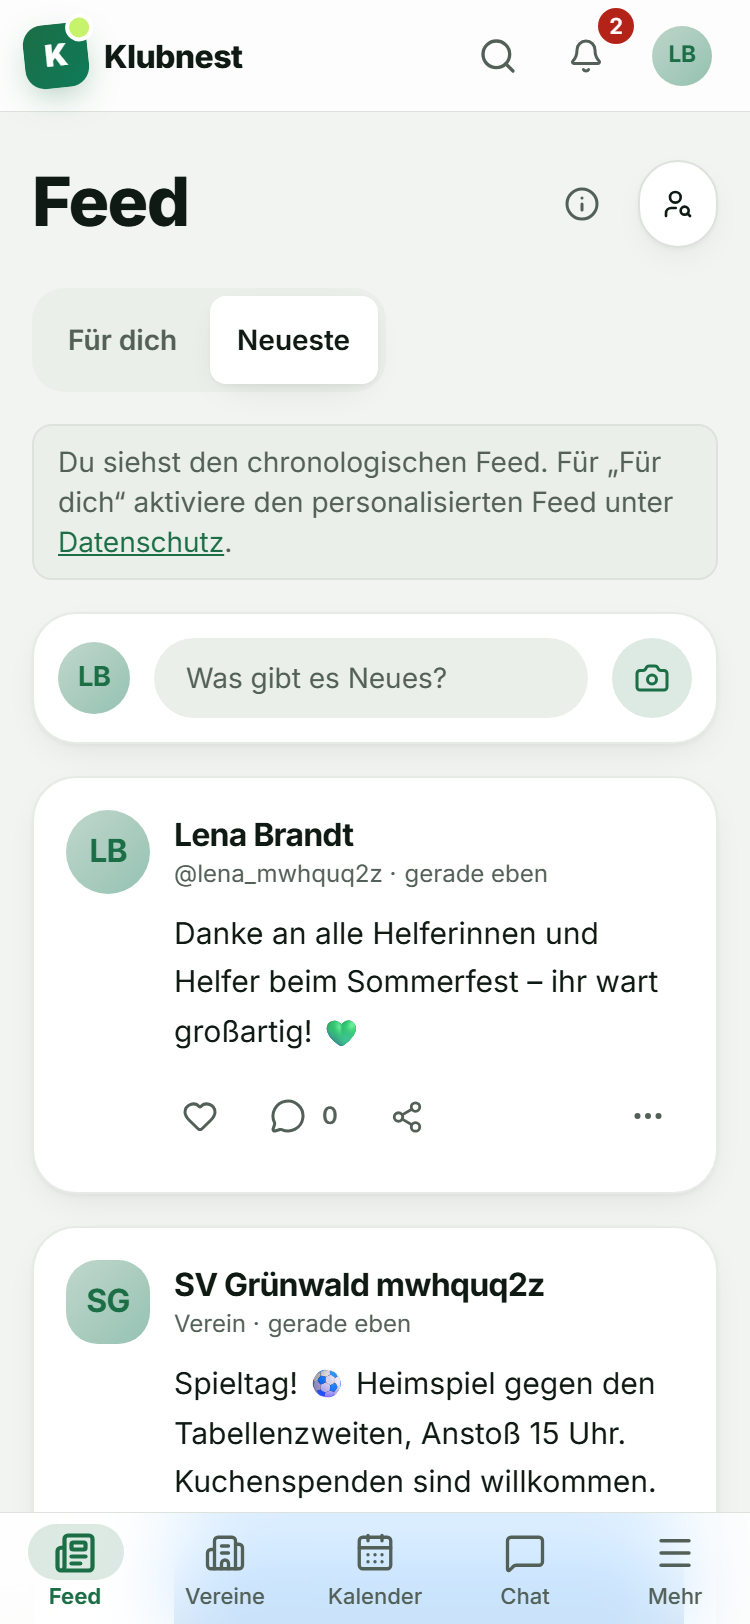 K Klubnest 2 LB
Feed
Für dich Neueste
Du siehst den chronologischen Feed. Für „Für
dich“ aktiviere den personalisierten Feed unter
Datenschutz.
LB Was gibt es Neues?
LB Lena Brandt
@lena_mwhquq2z · gerade eben
Danke an alle Helferinnen und
Helfer beim Sommerfest – ihr wart
großartig! 💚
0
SG SV Grünwald mwhquq2z
Verein · gerade eben
Spieltag! ⚽ Heimspiel gegen den
Tabellenzweiten, Anstoß 15 Uhr.
Kuchenspenden sind willkommen.
Feed Vereine Kalender Chat Mehr